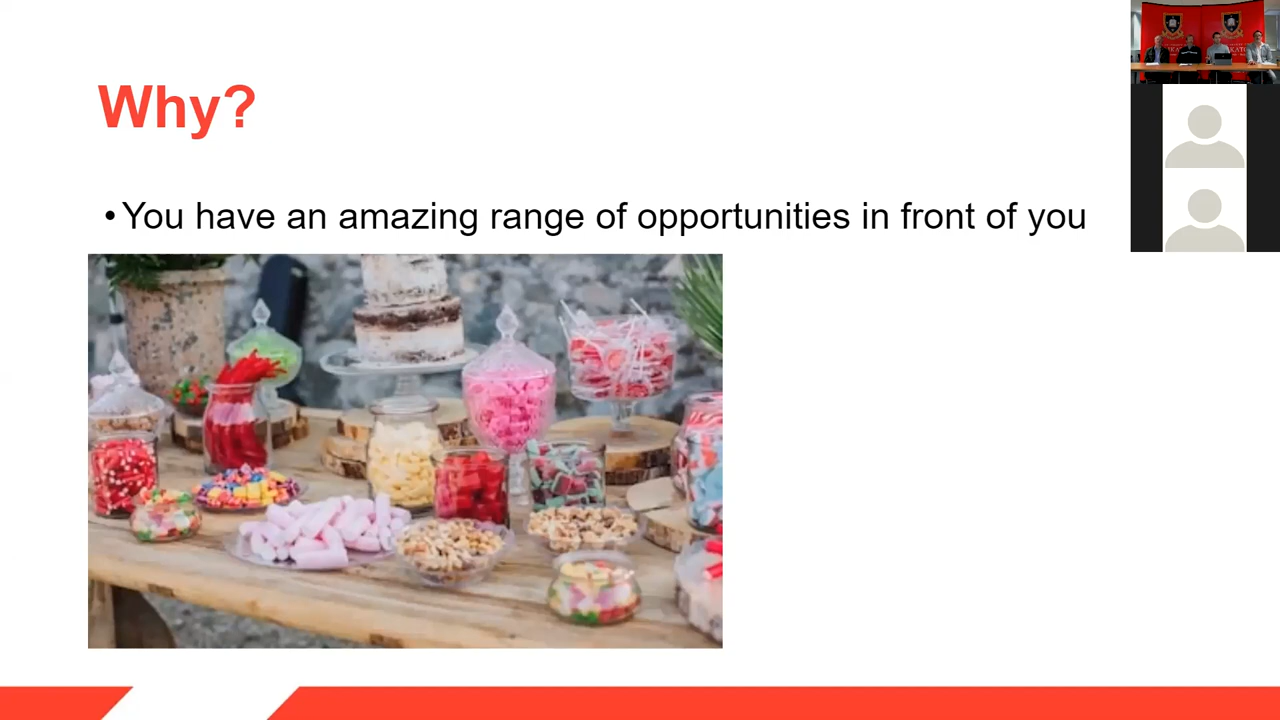 Why?
• You have an amazing range of opportunities in front of you